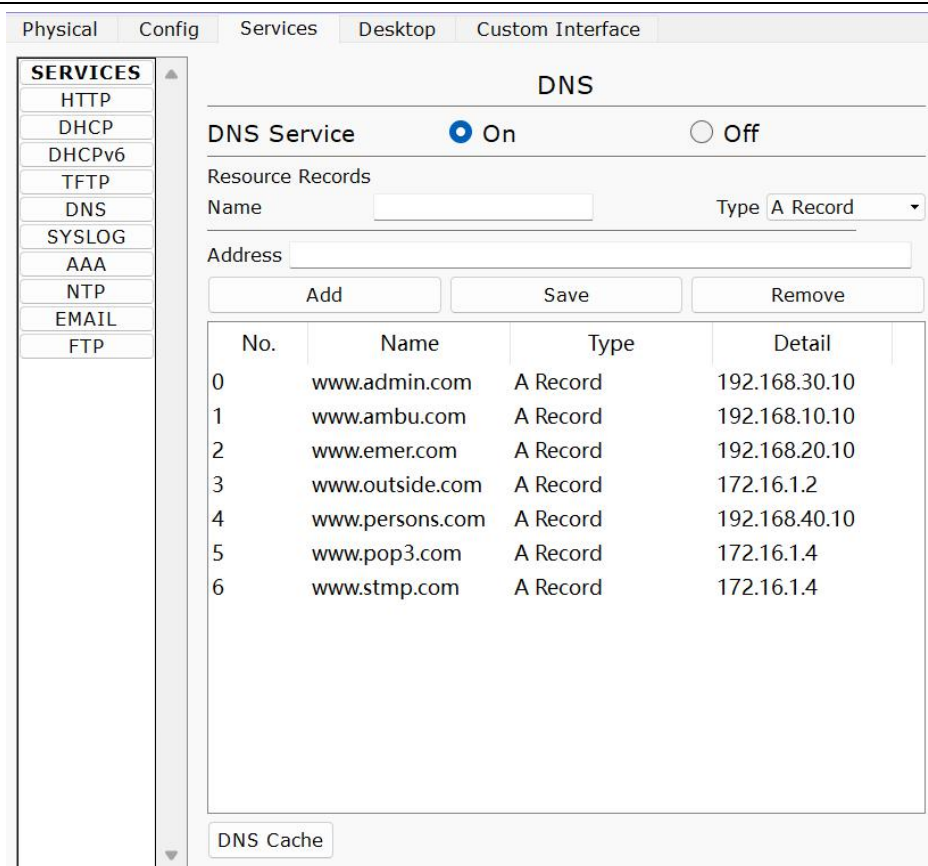 Physical Config Services Desktop Custom Interface
SERVICES
HTTP
DHCP
DHCPv6
TFTP
DNS
SYSLOG
AAA
NTP
EMAIL
FTP
DNS
DNS Service On Off
Resource Records
Name Type A Record
Address
Add Save Remove
No. Name Type Detail
0 www.admin.com A Record 192.168.30.10
1 www.ambu.com A Record 192.168.10.10
2 www.emer.com A Record 192.168.20.10
3 www.outside.com A Record 172.16.1.2
4 www.persons.com A Record 192.168.40.10
5 www.pop3.com A Record 172.16.1.4
6 www.stmp.com A Record 172.16.1.4
DNS Cache